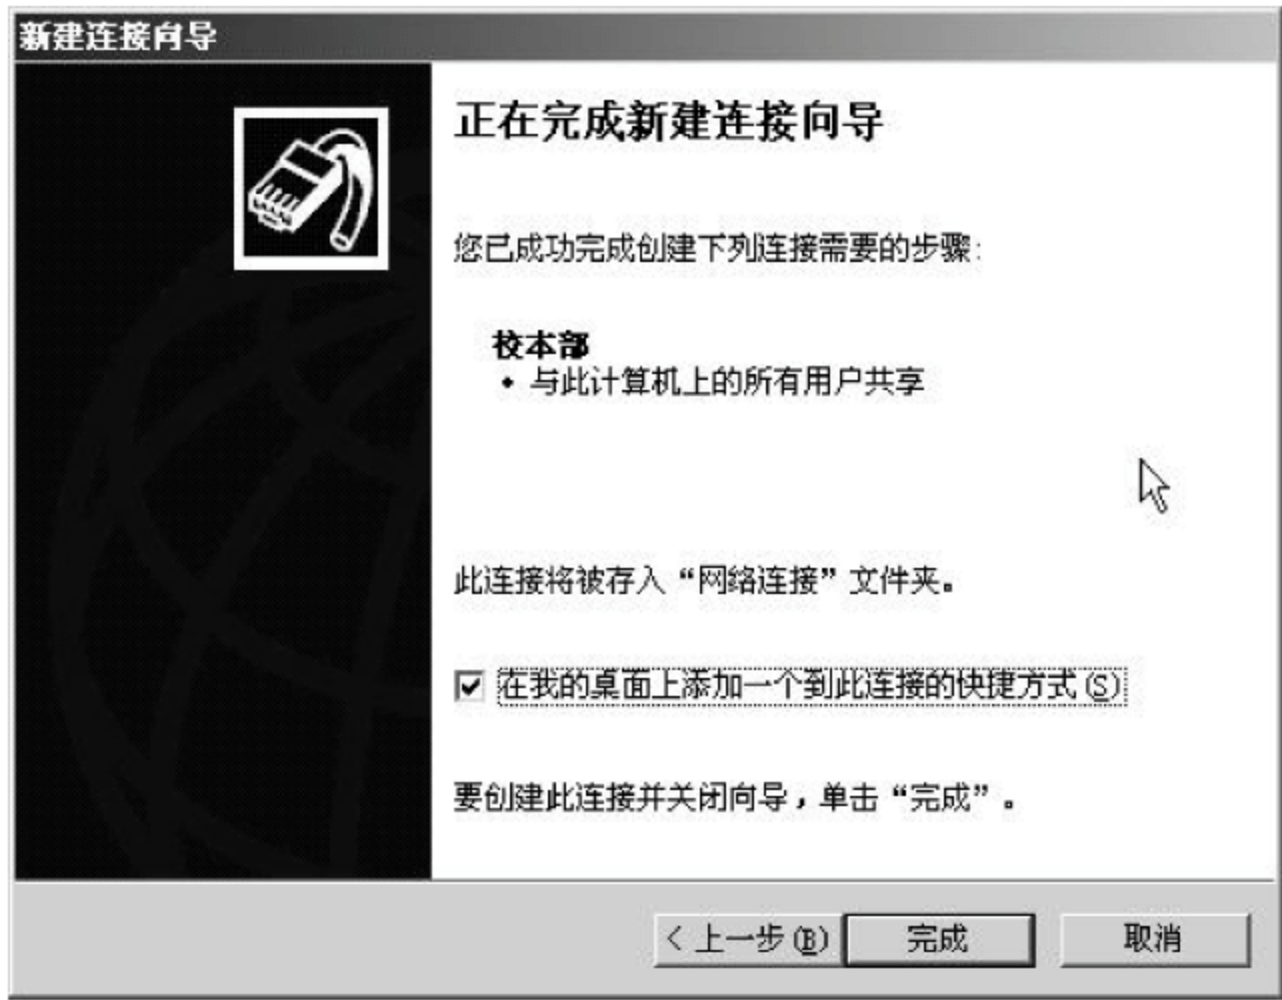 新建连接向导
正在完成新建连接向导
您已成功完成创建下列连接需要的步骤:
校本部
• 与此计算机上的所有用户共享
此连接将被存入“网络连接”文件夹。
在我的桌面上添加一个到此连接的快捷方式(S)
要创建此连接并关闭向导，单击“完成”。
< 上一步(B)
完成
取消